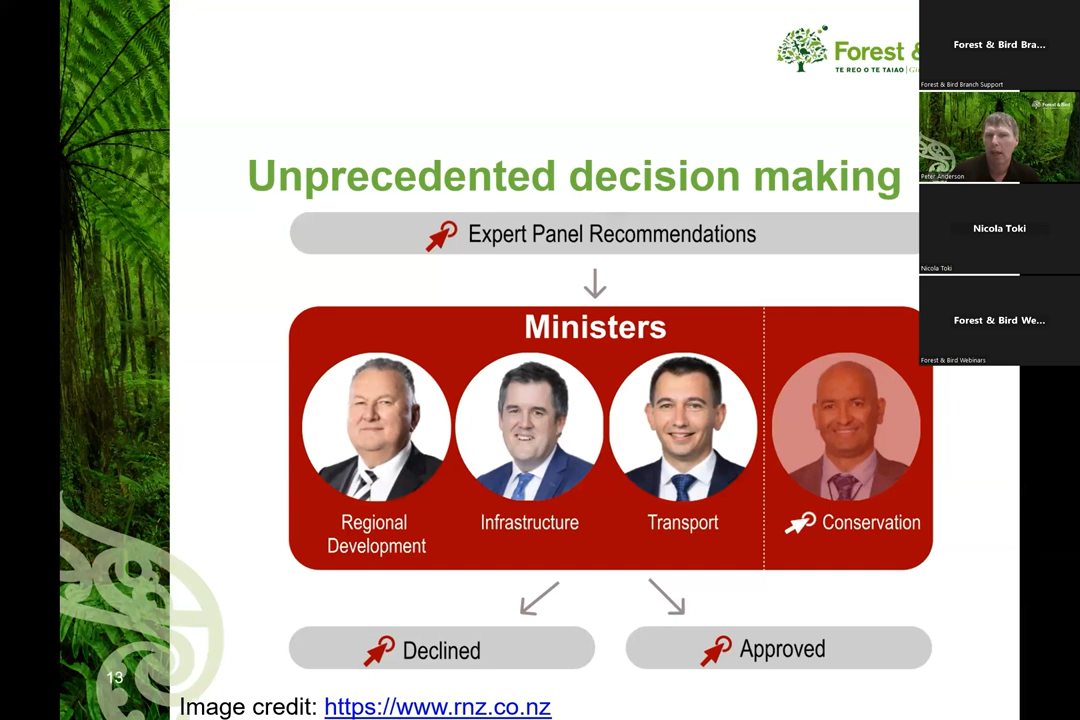 Forest &
TE REO O TE TAIAO |
Unprecedented decision making
Expert Panel Recommendations
Ministers
Regional
Development
Infrastructure
Transport
Conservation
Declined
Approved
13
Image credit: https://www.rnz.co.nz
Forest & Bird Bra...
Forest & Bird Branch Support
Forest & Bird
Peter Anderson
Nicola Toki
Nicola Toki
Forest & Bird We...
Forest & Bird Webinars